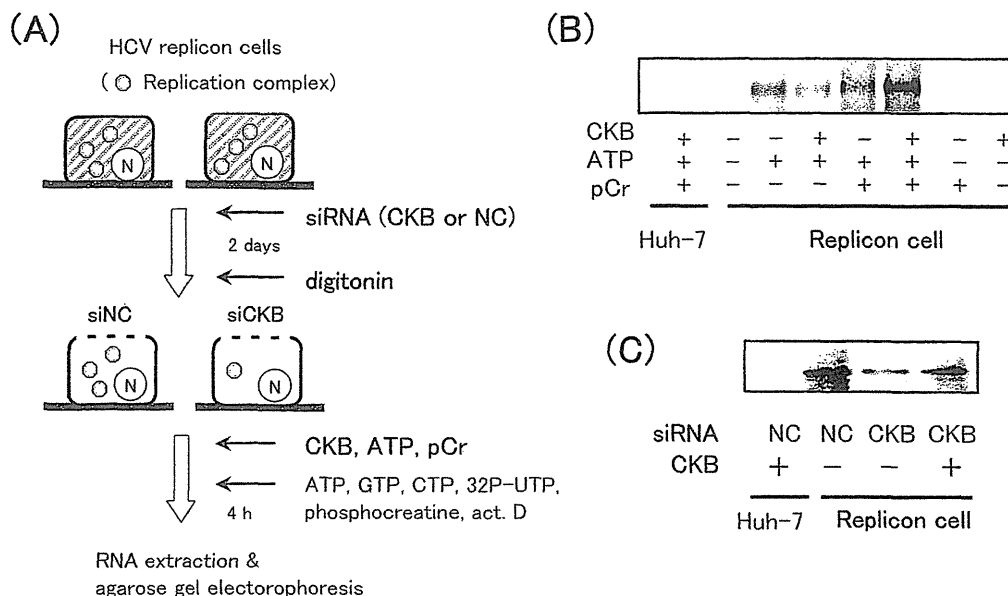 (A)
HCV replicon cells
( Replication complex)
N
N
siRNA (CKB or NC)
2 days
digitonin
siNC
siCKB
N
N
CKB, ATP, pCr
ATP, GTP, CTP, 32P-UTP,
4 h
phosphocreatine, act. D
RNA extraction &
agarose gel electorophoresis
(B)
CKB + - - + - + - +
ATP + - + + + + - -
pCr + - - - + + + -
Huh-7 Replicon cell
(C)
siRNA NC NC CKB CKB
CKB + - - +
Huh-7 Replicon cell